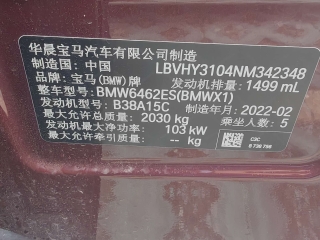 华晨宝马汽车有限公司制造
制造国: 中国 LBVHY3104NM342348
品牌: 宝马(BMW)牌 发动机排量: 1499 mL
整车型号: BMW6462ES(BMWX1)
发动机型号: B38A15C 制造年月: 2022-02
最大允许总质量: 2030 kg 乘坐人数: 5
发动机最大净功率: 103 kW
最大允许牵引质量: -- kg